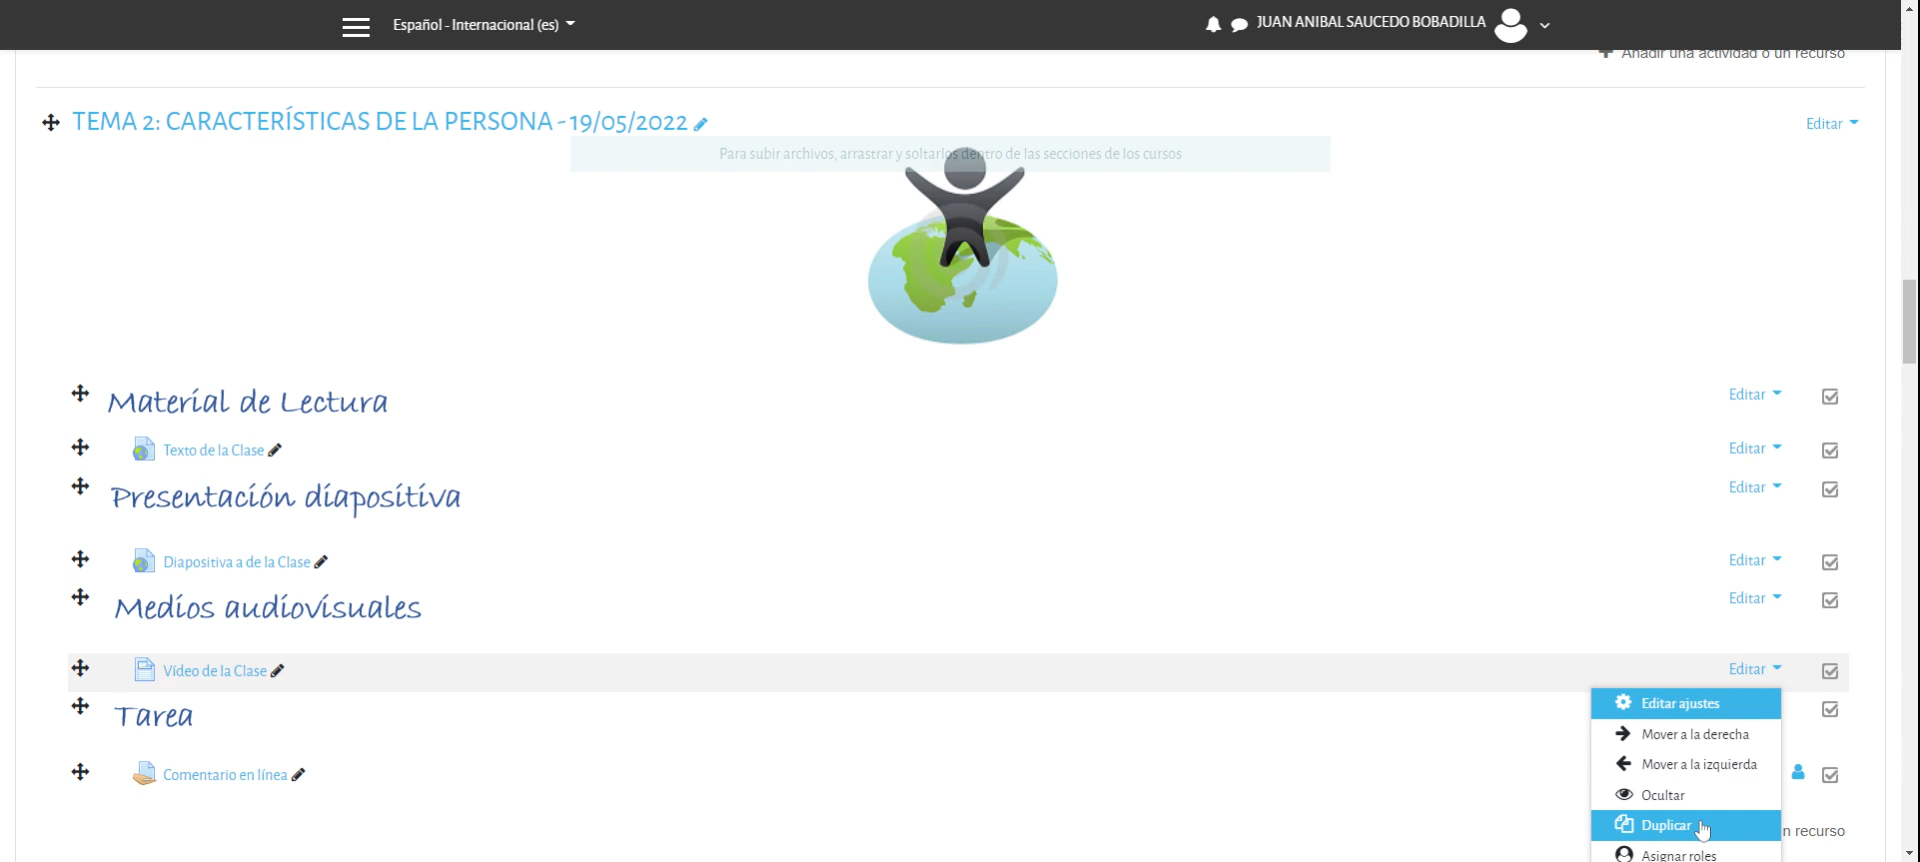 Español - Internacional (es)
JUAN ANIBAL SAUCEDO BOBADILLA
Añadir una actividad o un recurso
TEMA 2: CARACTERÍSTICAS DE LA PERSONA - 19/05/2022
Editar
Para subir archivos, arrastrar y soltarlos dentro de las secciones de los cursos
Material de Lectura
Editar
Texto de la Clase
Editar
Presentación diapositiva
Editar
Diapositiva a de la Clase
Editar
Medios audiovisuales
Editar
Vídeo de la Clase
Editar
Editar ajustes
Tarea
Mover a la derecha
Mover a la izquierda
Comentario en línea
Ocultar
Duplicar
n recurso
Asignar roles